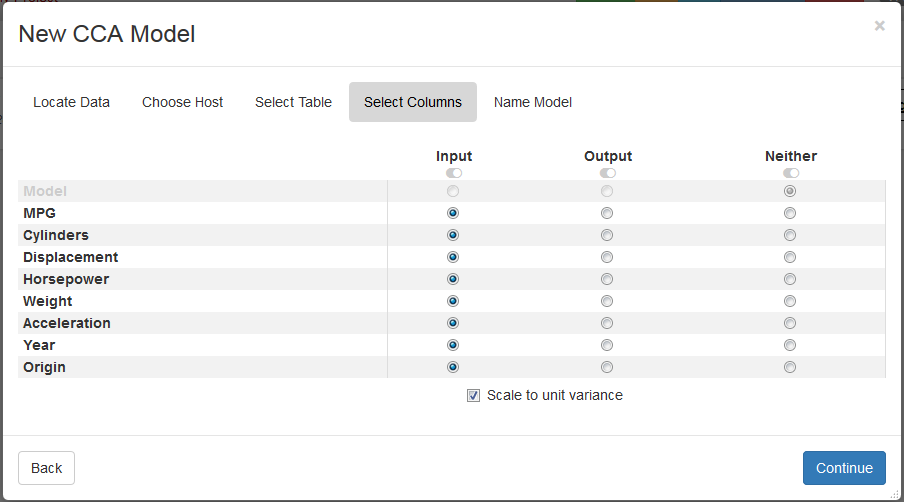 New CCA Model
×
Locate Data Choose Host Select Table Select Columns Name Model
Input Output Neither
Model
MPG
Cylinders
Displacement
Horsepower
Weight
Acceleration
Year
Origin
Scale to unit variance
Back Continue